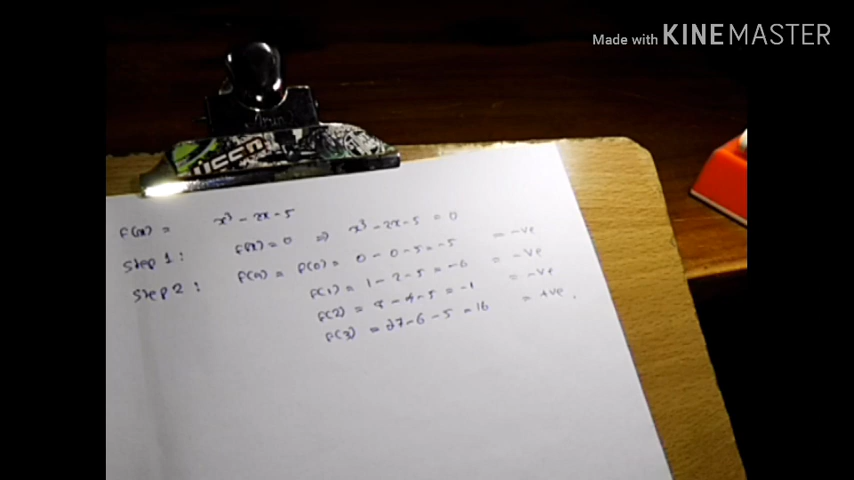 Made with KINEMASTER
f(x) = x³ - 2x - 5
Step 1: f(x) = 0 ⇒ x³ - 2x - 5 = 0
Step 2: f(a) = f(0) = 0 - 0 - 5 = -5 = -ve
f(1) = 1 - 2 - 5 = -6 = -ve
f(2) = 8 - 4 - 5 = -1 = -ve
f(3) = 27 - 6 - 5 = 16 = +ve.